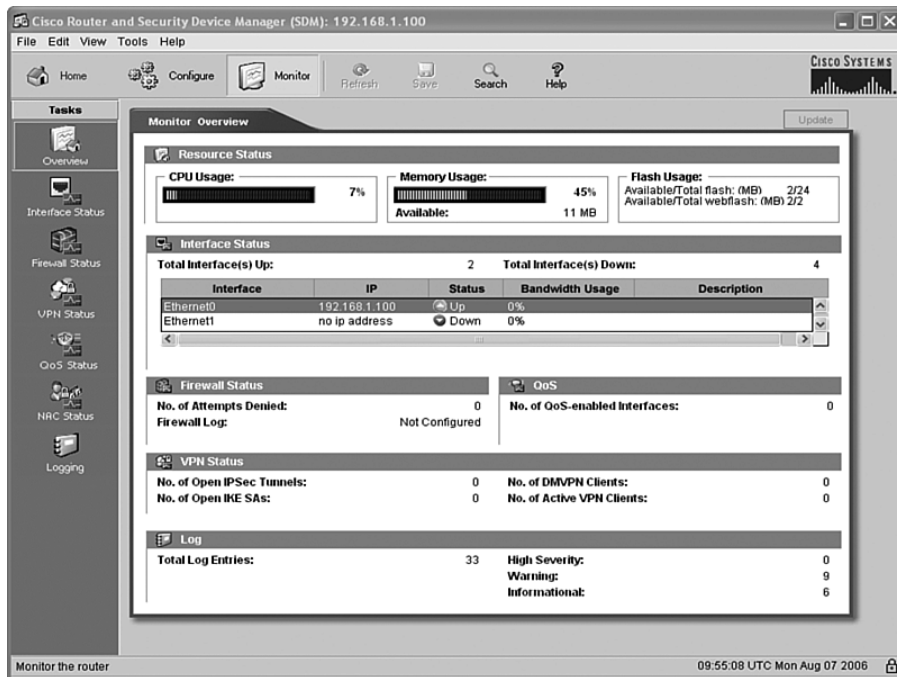 Cisco Router and Security Device Manager (SDM): 192.168.1.100
File Edit View Tools Help
Home Configure Monitor Refresh Save Search Help
CISCO SYSTEMS
Tasks
Overview
Interface Status
Firewall Status
VPN Status
QoS Status
NAC Status
Logging
Monitor Overview
Update
Resource Status
CPU Usage:
7%
Memory Usage:
45%
Available: 11 MB
Flash Usage:
Available/Total flash: (MB) 2/24
Available/Total webflash: (MB) 2/2
Interface Status
Total Interface(s) Up: 2 Total Interface(s) Down: 4
Interface IP Status Bandwidth Usage Description
Ethernet0 192.168.1.100 Up 0%
Ethernet1 no ip address Down 0%
Firewall Status
No. of Attempts Denied: 0
Firewall Log: Not Configured
QoS
No. of QoS-enabled Interfaces: 0
VPN Status
No. of Open IPSec Tunnels: 0 No. of DMVPN Clients: 0
No. of Open IKE SAs: 0 No. of Active VPN Clients: 0
Log
Total Log Entries: 33 High Severity: 0
Warning: 9
Informational: 6
Monitor the router
09:55:08 UTC Mon Aug 07 2006